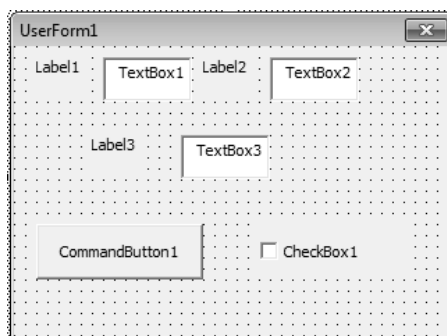 UserForm1
Label1 TextBox1 Label2 TextBox2
Label3 TextBox3
CommandButton1 CheckBox1